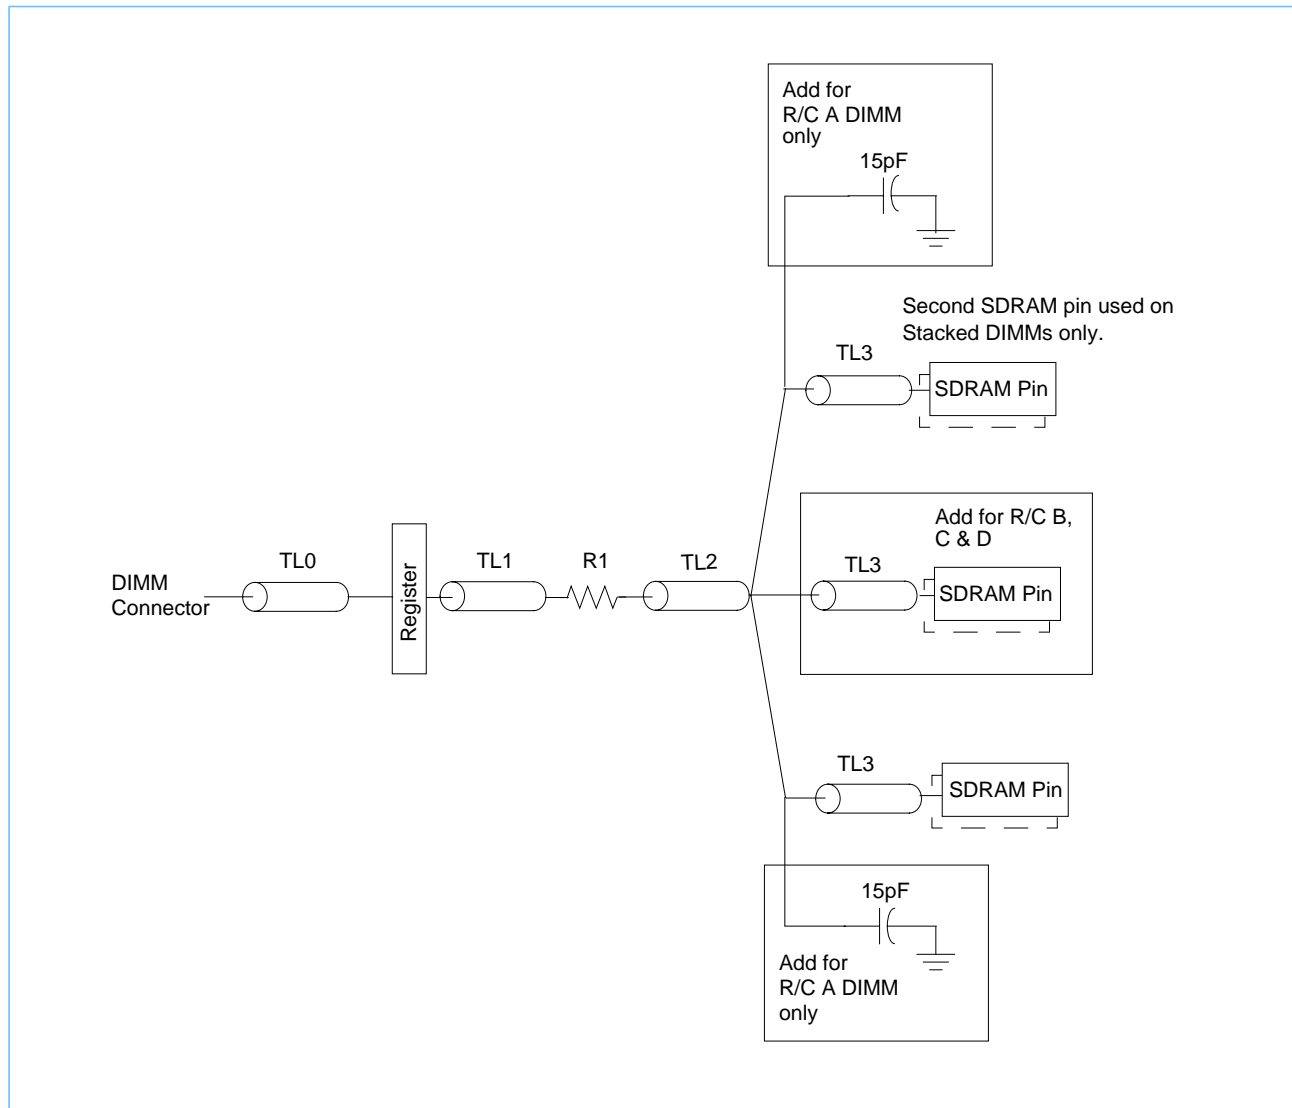 Add for
R/C A DIMM
only
15pF
Second SDRAM pin used on
Stacked DIMMs only.
TL3
SDRAM Pin
Add for R/C B,
C & D
TL0
TL1
R1
TL2
TL3
DIMM
Connector
Register
SDRAM Pin
TL3
SDRAM Pin
15pF
Add for
R/C A DIMM
only